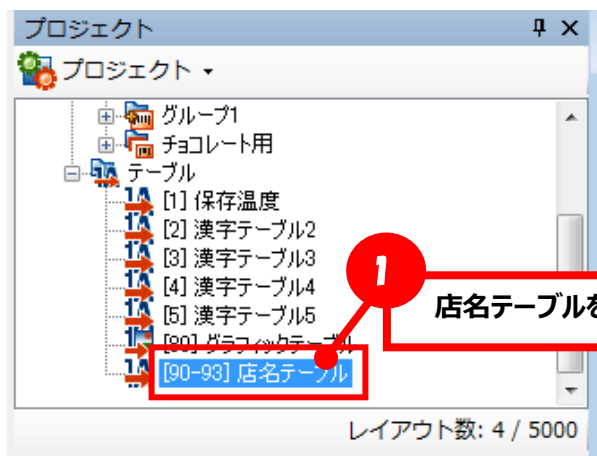 プロジェクト
プロジェクト
グループ1
チョコレート用
テーブル
[1] 保存温度
[2] 漢字テーブル2
[3] 漢字テーブル3
[4] 漢字テーブル4
[5] 漢字テーブル5
[80] グラフィックテーブル
[90-93] 店名テーブル
1
店名テーブルを
レイアウト数: 4 / 5000